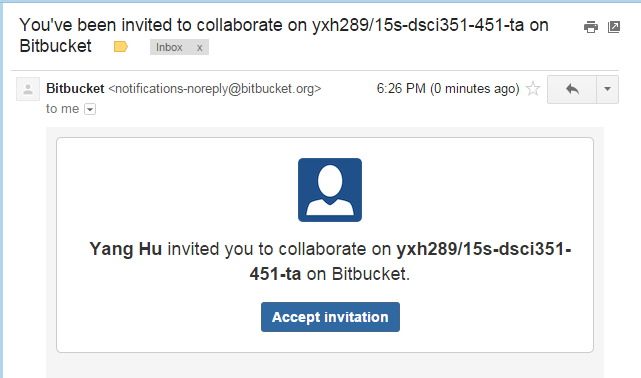 You've been invited to collaborate on yxh289/15s-dsci351-451-ta on
Bitbucket Inbox x
Bitbucket <notifications-noreply@bitbucket.org> 6:26 PM (0 minutes ago)
to me
Yang Hu invited you to collaborate on yxh289/15s-dsci351-
451-ta on Bitbucket.
Accept invitation